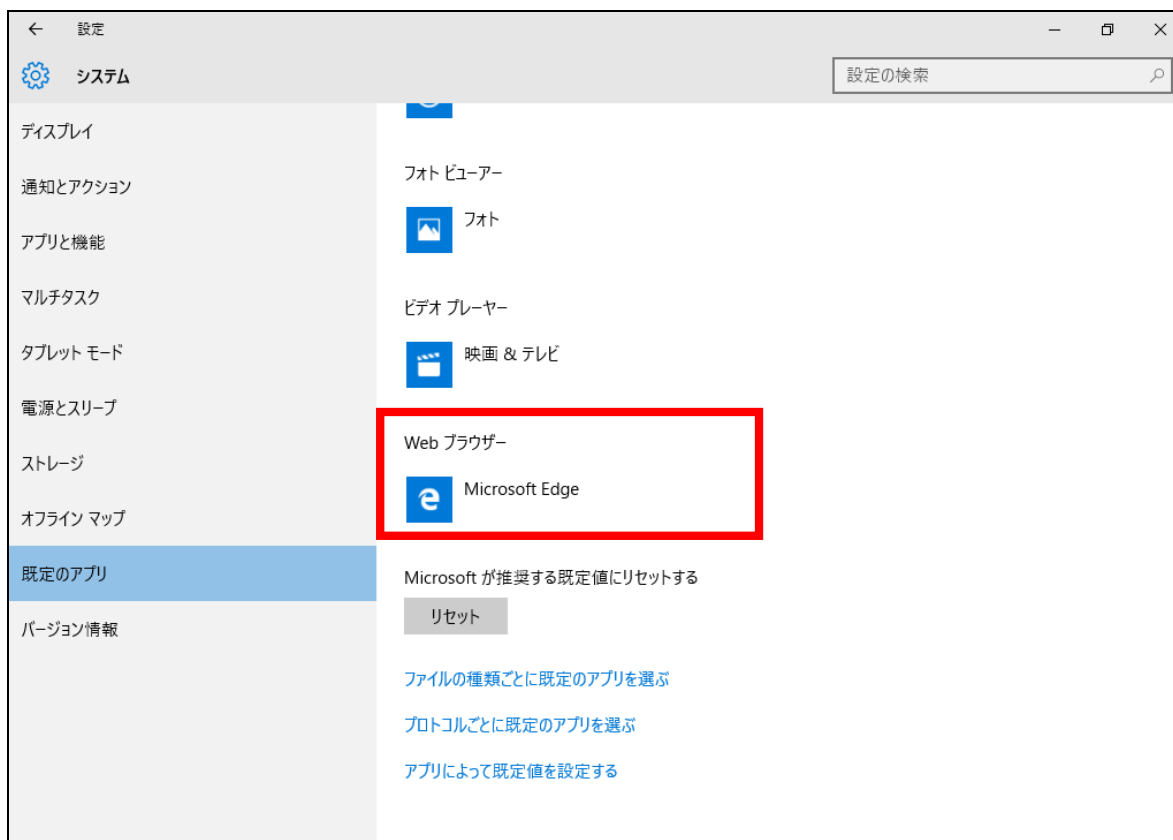 設定
システム
設定の検索
ディスプレイ
通知とアクション
アプリと機能
マルチタスク
タブレット モード
電源とスリープ
ストレージ
オフライン マップ
既定のアプリ
バージョン情報
フォト ビューアー
フォト
ビデオ プレーヤー
映画 & テレビ
Web ブラウザー
Microsoft Edge
Microsoft が推奨する既定値にリセットする
リセット
ファイルの種類ごとに既定のアプリを選ぶ
プロトコルごとに既定のアプリを選ぶ
アプリによって既定値を設定する